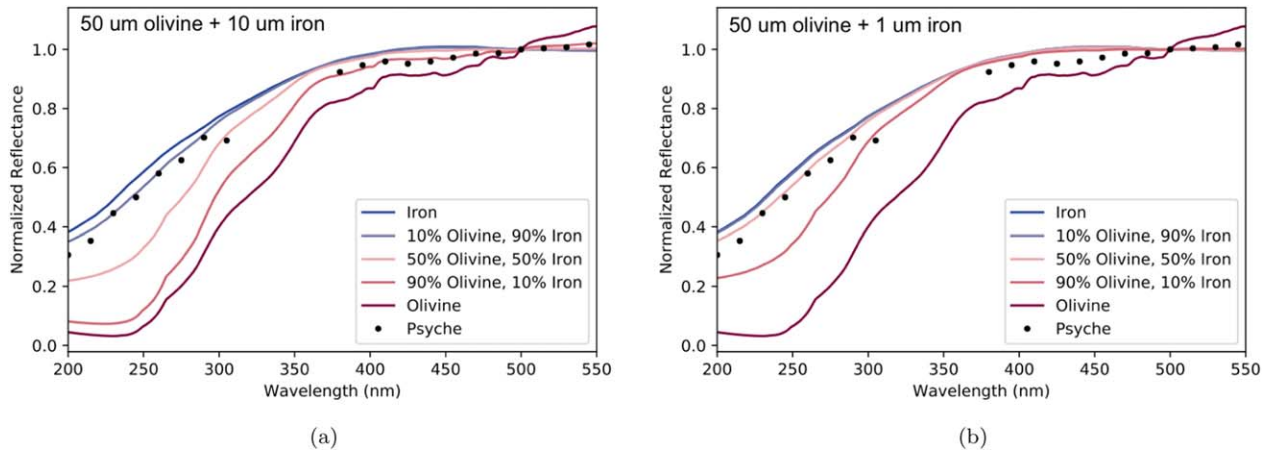 50 um olivine + 10 um iron
1.0
0.8
0.6
0.4
0.2
0.0
Normalized Reflectance
Iron
10% Olivine, 90% Iron
50% Olivine, 50% Iron
90% Olivine, 10% Iron
Olivine
Psyche
200 250 300 350 400 450 500 550
Wavelength (nm)
(a)
50 um olivine + 1 um iron
1.0
0.8
0.6
0.4
0.2
0.0
Normalized Reflectance
Iron
10% Olivine, 90% Iron
50% Olivine, 50% Iron
90% Olivine, 10% Iron
Olivine
Psyche
200 250 300 350 400 450 500 550
Wavelength (nm)
(b)